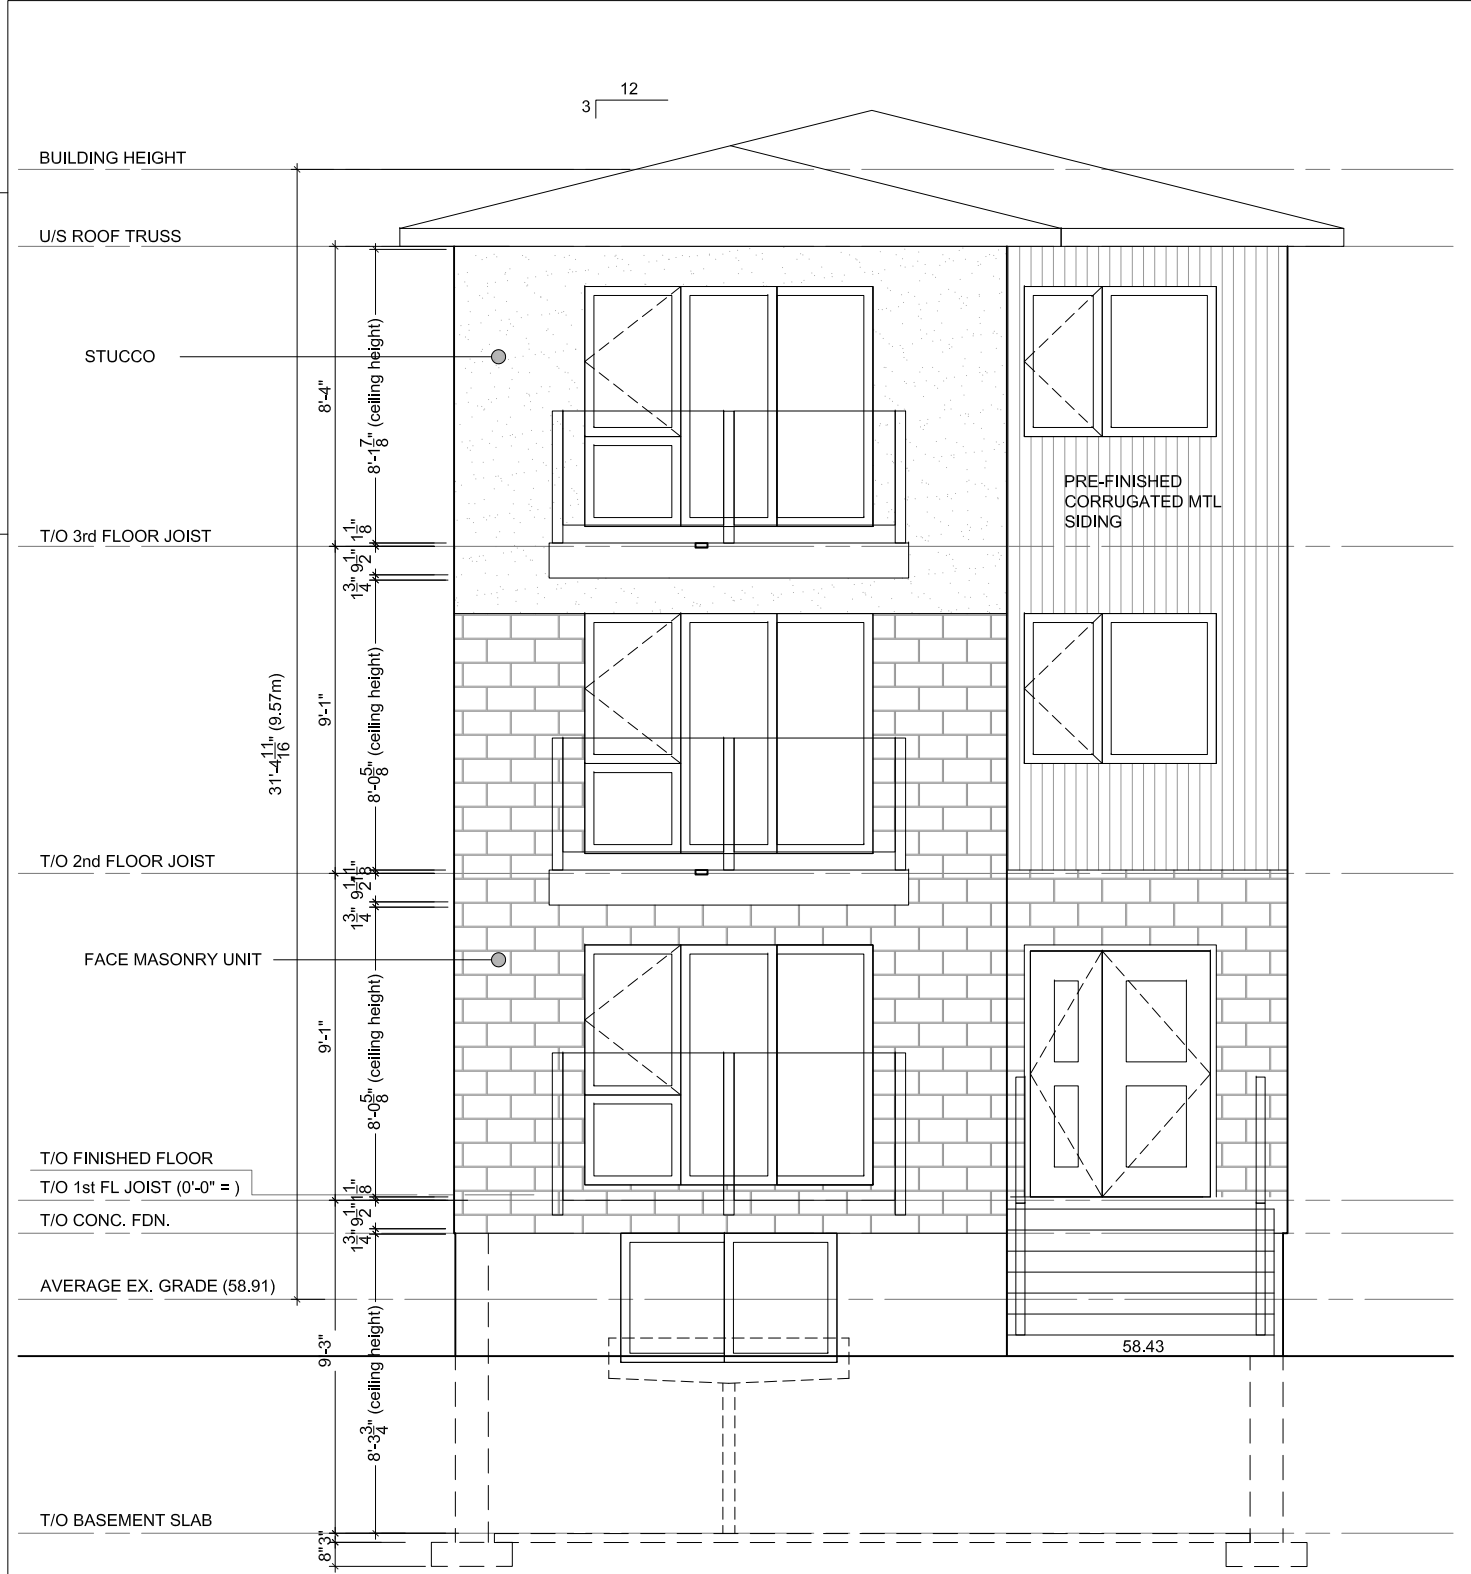 12
3
BUILDING HEIGHT
U/S ROOF TRUSS
STUCCO
8'-4"
8'-1 7/8" (ceiling height)
PRE-FINISHED
CORRUGATED MTL
SIDING
T/O 3rd FLOOR JOIST
1 1/8"
9 1/2"
1 3/4"
31'-4 11/16" (9.57m)
9'-1"
8'-0 5/8" (ceiling height)
T/O 2nd FLOOR JOIST
1 1/8"
9 1/2"
1 3/4"
FACE MASONRY UNIT
9'-1"
8'-0 5/8" (ceiling height)
T/O FINISHED FLOOR
T/O 1st FL JOIST (0'-0" = )
1 1/8"
9 1/2"
1 3/4"
T/O CONC. FDN.
AVERAGE EX. GRADE (58.91)
9'-3"
8'-3 3/4" (ceiling height)
58.43
T/O BASEMENT SLAB
3"
8"